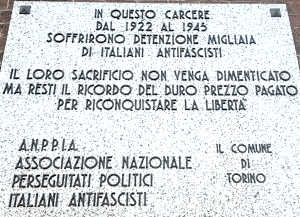 IN QUESTO CARCERE
DAL 1922 AL 1945
SOFFRIRONO DETENZIONE MIGLIAIA
DI ITALIANI ANTIFASCISTI
IL LORO SACRIFICIO NON VENGA DIMENTICATO
MA RESTI IL RICORDO DEL DURO PREZZO PAGATO
PER RICONQUISTARE LA LIBERTÀ
A.N.P.P.I.A.
ASSOCIAZIONE NAZIONALE
PERSEGUITATI POLITICI
ITALIANI ANTIFASCISTI
IL COMUNE
DI
TORINO